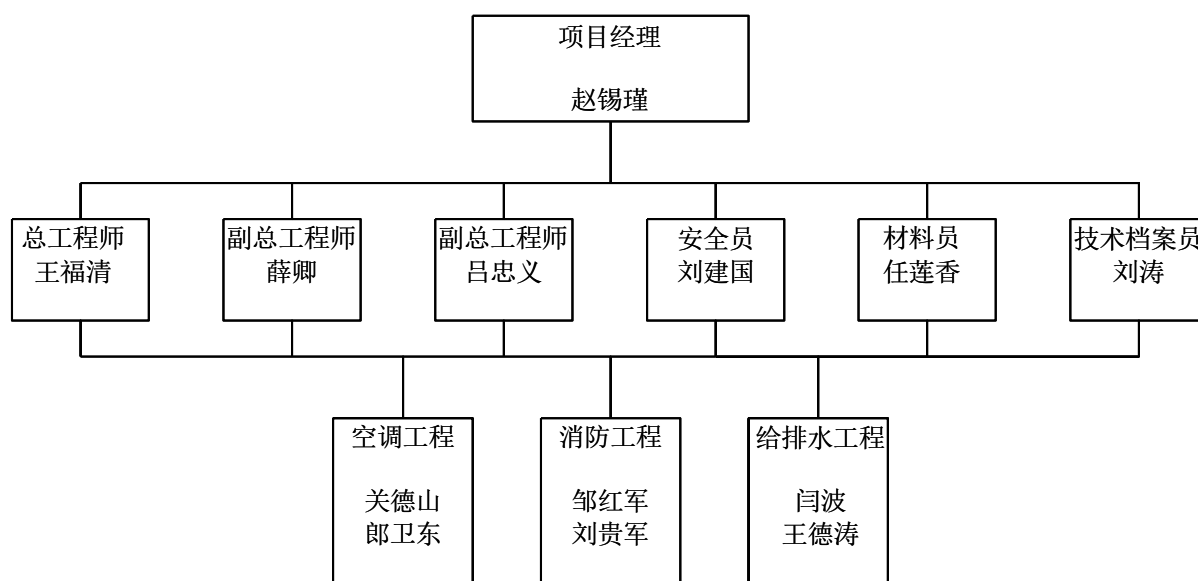 项目经理
赵锡瑾
总工程师
王福清
副总工程师
薛卿
副总工程师
吕忠义
安全员
刘建国
材料员
任莲香
技术档案员
刘涛
空调工程
关德山
郎卫东
消防工程
邹红军
刘贵军
给排水工程
闫波
王德涛